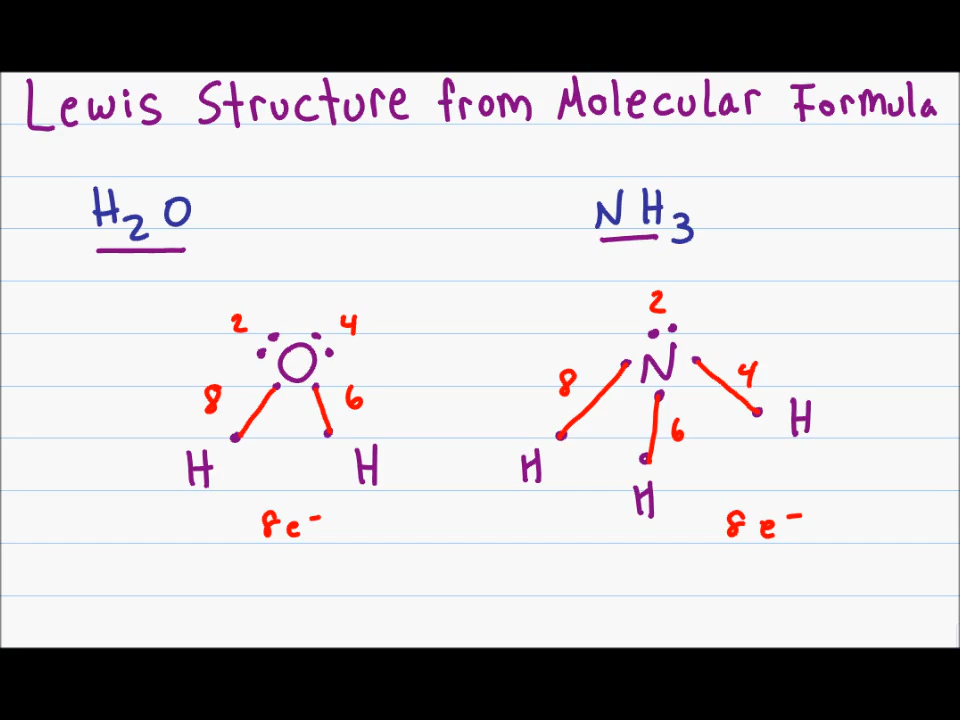 Lewis Structure from Molecular Formula
H2O NH3
2
2 4
O N
8 6 8 4
6
H H H H
H
8e- 8e-